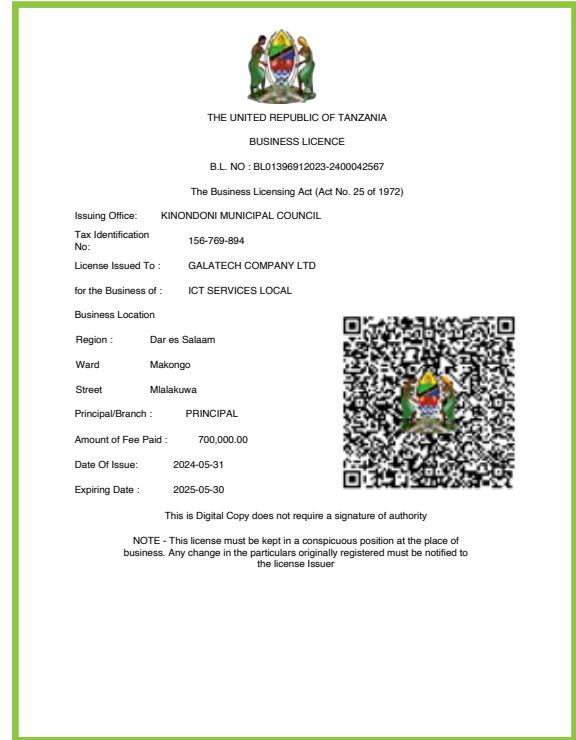 THE UNITED REPUBLIC OF TANZANIA
BUSINESS LICENCE
B.L. NO : BL01396912023-2400042567
The Business Licensing Act (Act No. 25 of 1972)
Issuing Office: KINONDONI MUNICIPAL COUNCIL
Tax Identification
No: 156-769-894
License Issued To : GALATECH COMPANY LTD
for the Business of : ICT SERVICES LOCAL
Business Location
Region : Dar es Salaam
Ward Makongo
Street Mlalakuwa
Principal/Branch : PRINCIPAL
Amount of Fee Paid : 700,000.00
Date Of Issue: 2024-05-31
Expiring Date : 2025-05-30
This is Digital Copy does not require a signature of authority
NOTE - This license must be kept in a conspicuous position at the place of
business. Any change in the particulars originally registered must be notified to
the license Issuer